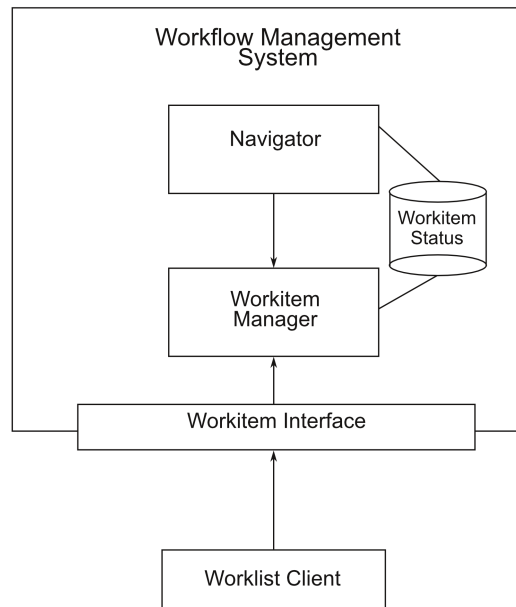 Workflow Management
System
Navigator
Workitem
Status
Workitem
Manager
Workitem Interface
Worklist Client